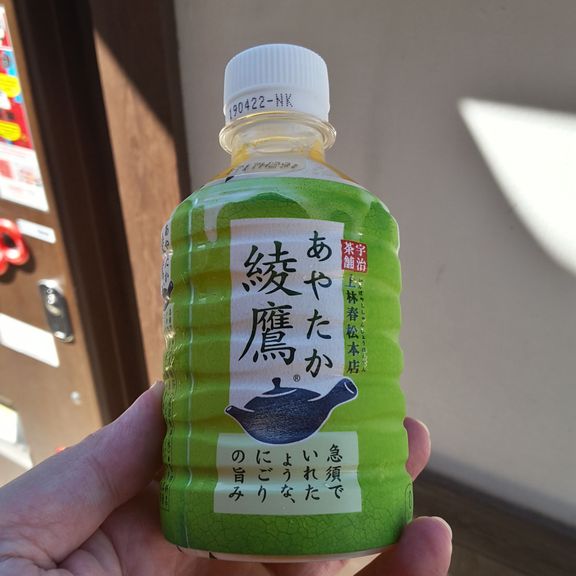 190422-NK
宇治
茶舗
上林春松本店
あやたか
綾鷹
®
急須で
いれた
ような、
にごり
の旨み